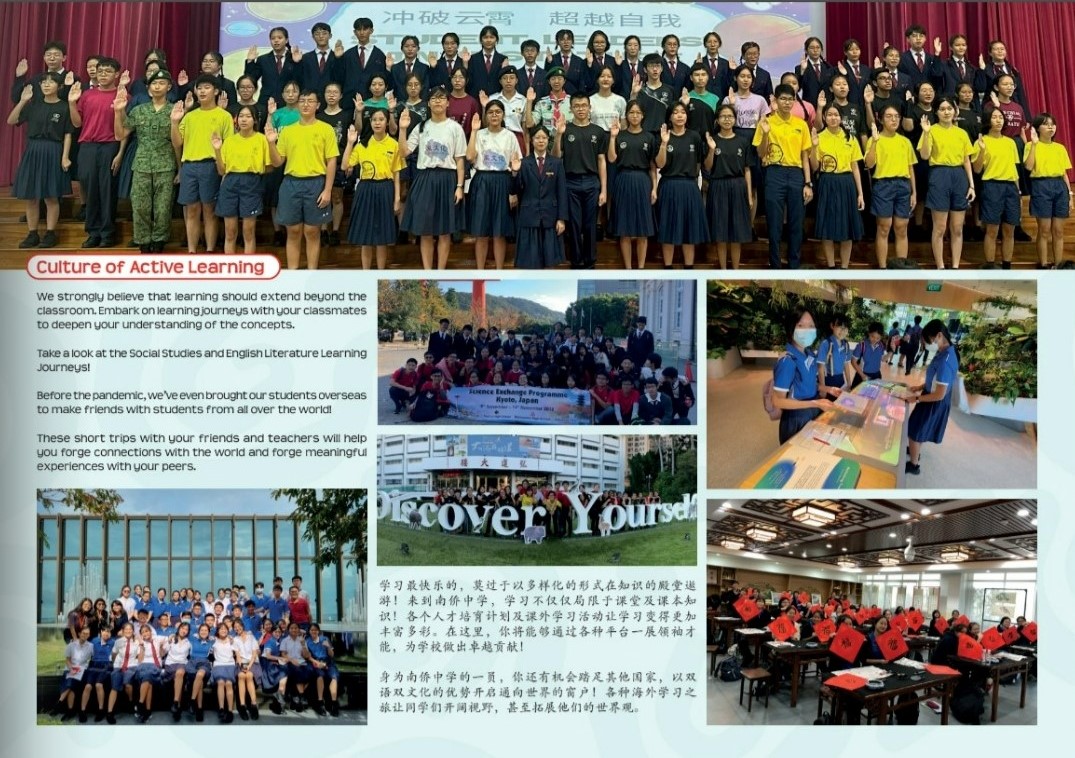 冲破云霄 超越自我
STUDENT LEADERS
Culture of Active Learning
We strongly believe that learning should extend beyond the
classroom. Embark on learning journeys with your classmates
to deepen your understanding of the concepts.
Take a look at the Social Studies and English Literature Learning
Journeys!
Before the pandemic, we've even brought our students overseas
to make friends with students from all over the world!
These short trips with your friends and teachers will help
you forge connections with the world and forge meaningful
experiences with your peers.
Science Exchange Programme
Kyoto, Japan
Discover Yourself
EXIT
学习最快乐的，莫过于以多样化的形式在知识的殿堂遨
游！来到南侨中学，学习不仅仅局限于课堂及课本知
识！各个人才培育计划及课外学习活动让学习变得更加
丰富多彩。在这里，你将能够通过各种平台一展领袖才
能，为学校做出卓越贡献！
身为南侨中学的一员，你还有机会踏足其他国家，以双
语双文化的优势开启通向世界的窗户！各种海外学习之
旅让同学们开阔视野，甚至拓展他们的世界观。